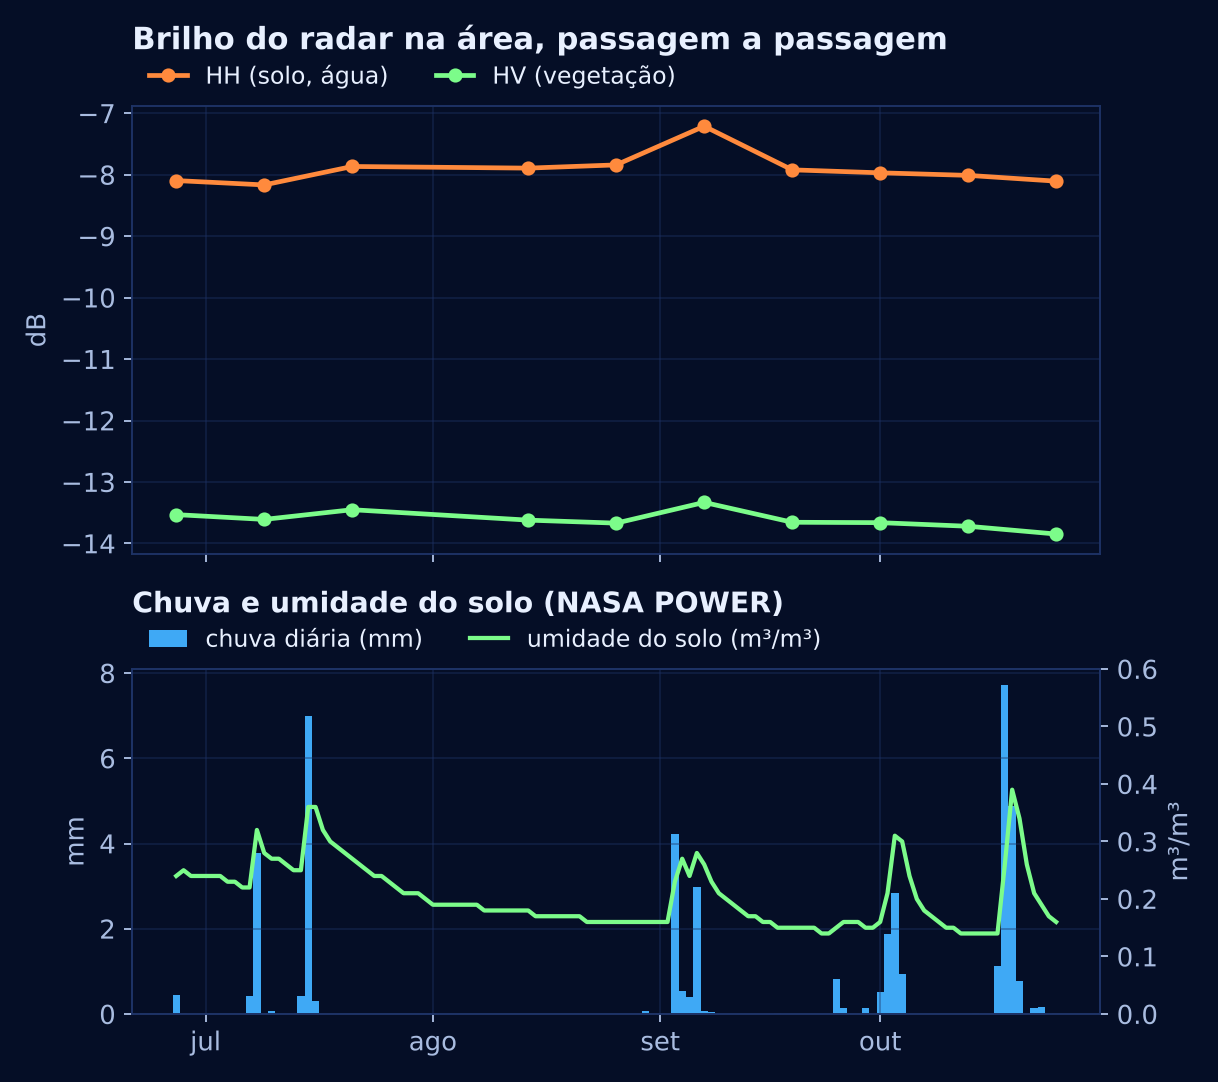 Brilho do radar na área, passagem a passagem
HH (solo, água)
HV (vegetação)
−7
−8
−9
−10
−11
−12
−13
−14
dB
Chuva e umidade do solo (NASA POWER)
chuva diária (mm)
umidade do solo (m³/m³)
8
6
4
2
0
mm
0.6
0.5
0.4
0.3
0.2
0.1
0.0
m³/m³
jul
ago
set
out